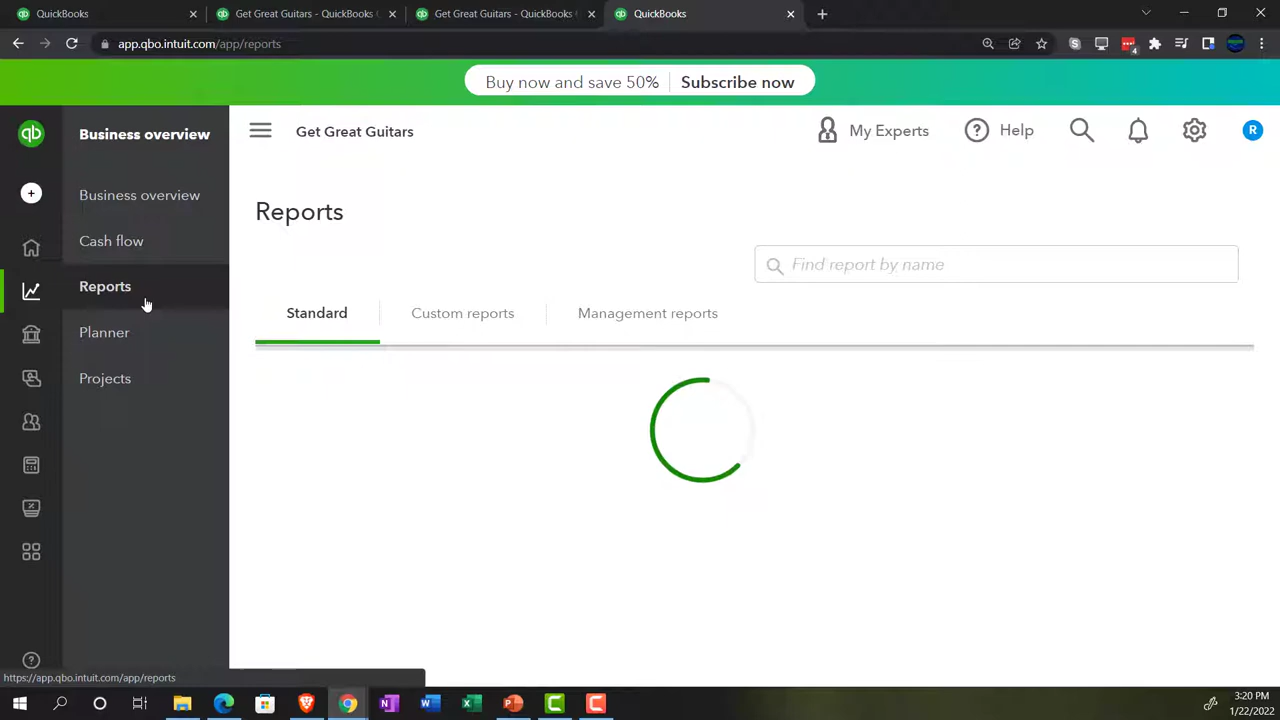 QuickBooks
Get Great Guitars - QuickBooks
Get Great Guitars - QuickBooks
QuickBooks
app.qbo.intuit.com/app/reports
4
Buy now and save 50% Subscribe now
qb
Business overview
Get Great Guitars
My Experts
Help
R
Business overview
Cash flow
Reports
Planner
Projects
Reports
Find report by name
Standard
Custom reports
Management reports
https://app.qbo.intuit.com/app/reports
3:20 PM
1/22/2022